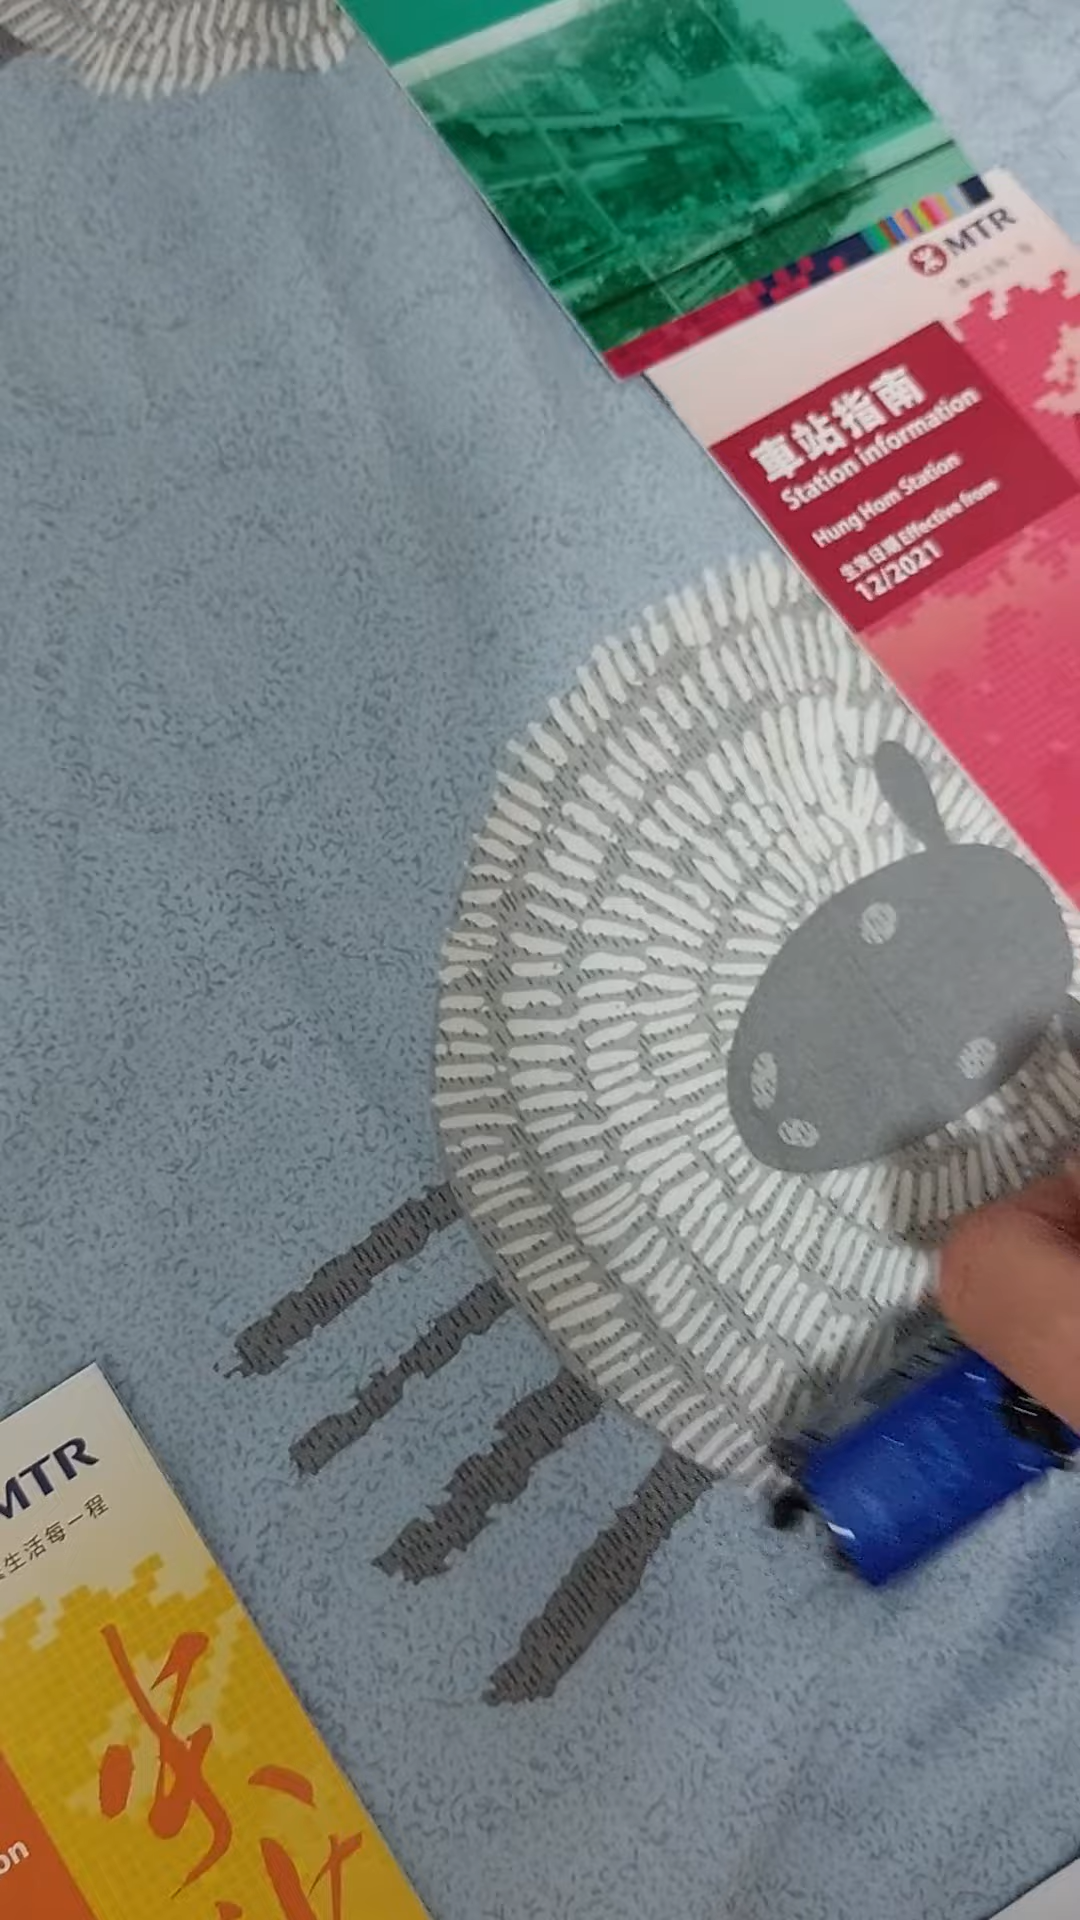 MTR
車站指南
Station information
Hung Hom Station
生效日期 Effective from
12/2021
MTR
生活每一程
on